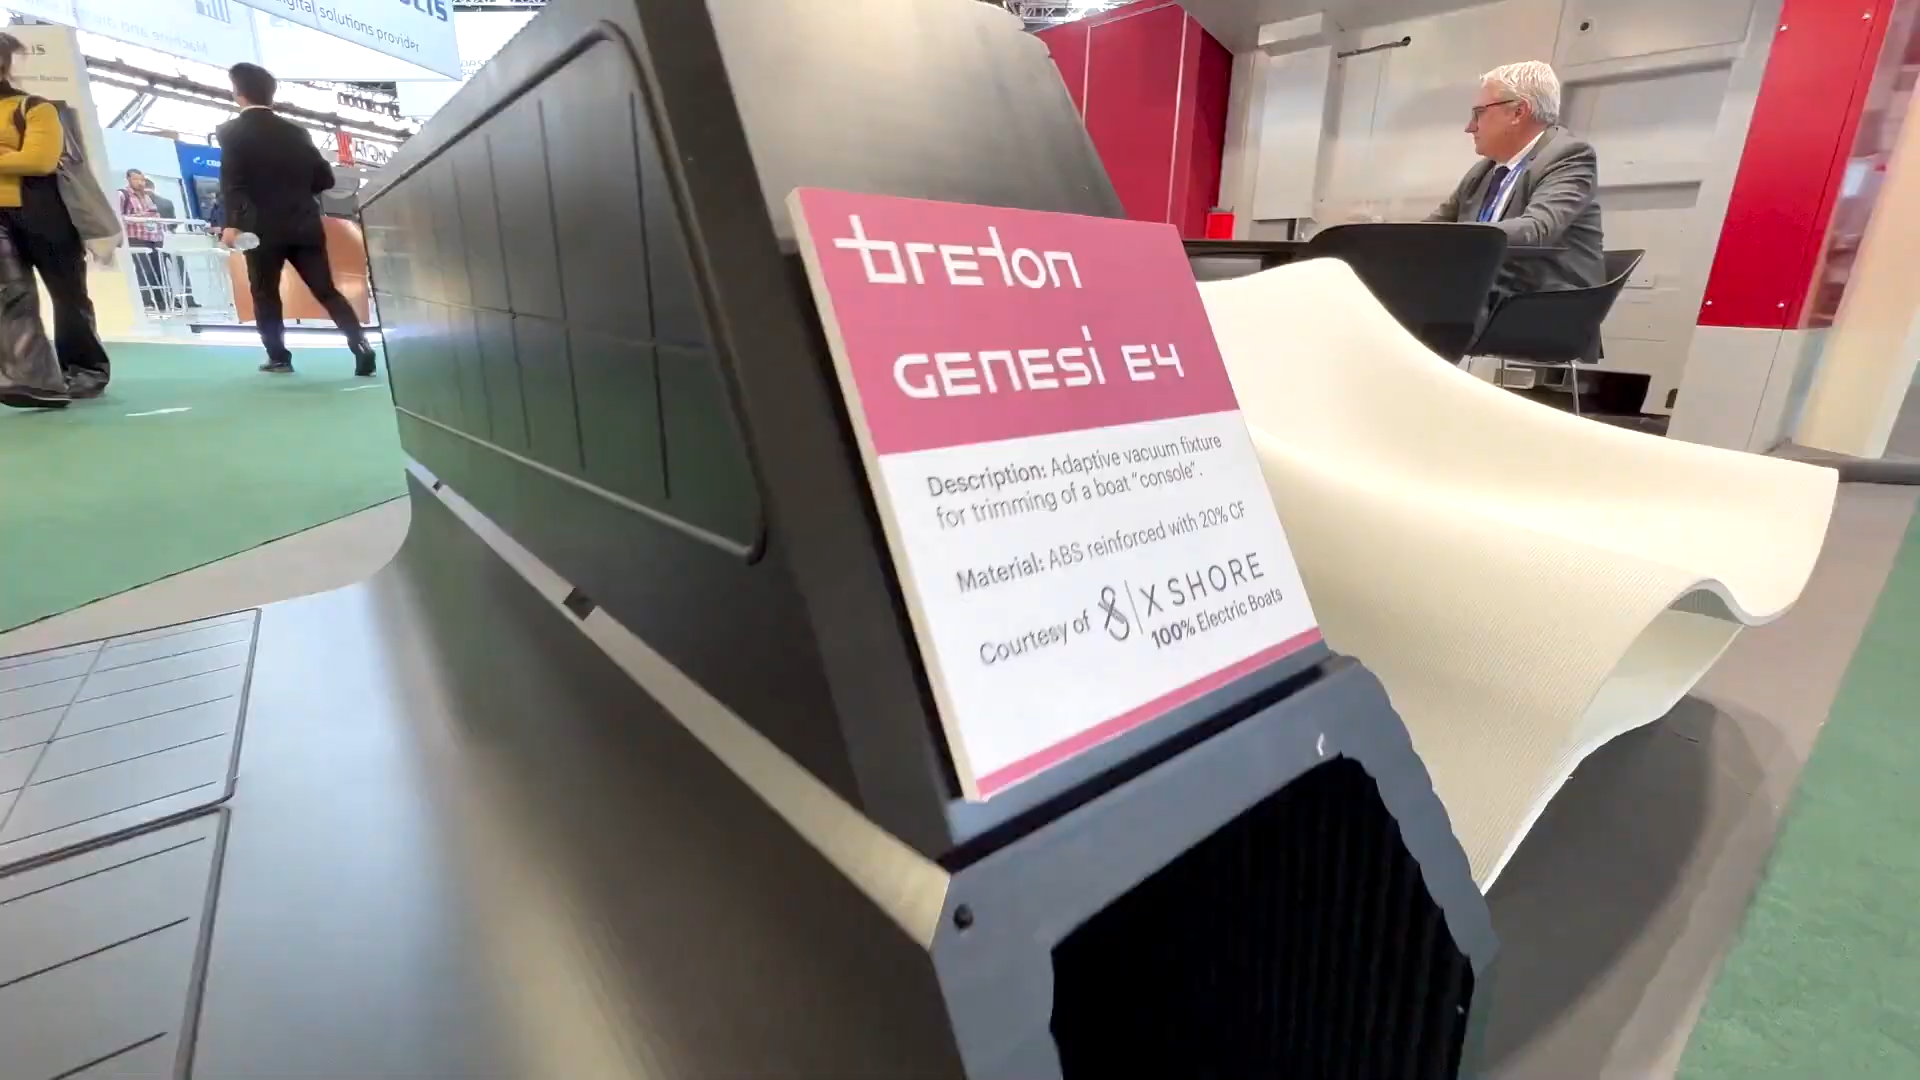 digital solutions provider
breton
GENESI E4
Description: Adaptive vacuum fixture
for trimming of a boat "console".
Material: ABS reinforced with 20% CF
Courtesy of X SHORE
100% Electric Boats